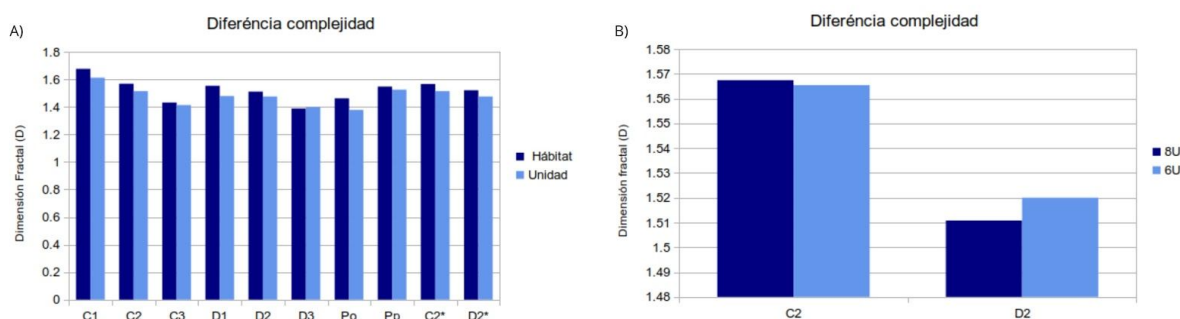 A)
Diferéncia complejidad
Dimensión Fractal (D)
1.8
1.6
1.4
1.2
1
0.8
0.6
0.4
0.2
0
C1 C2 C3 D1 D2 D3 Po Pp C2* D2*
Hábitat
Unidad
B)
Diferéncia complejidad
Dimensión fractal (D)
1.58
1.57
1.56
1.55
1.54
1.53
1.52
1.51
1.5
1.49
1.48
C2 D2
8U
6U